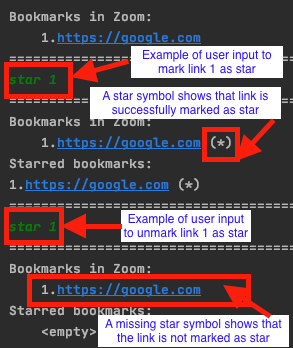 Bookmarks in Zoom:
1.https://google.com
Example of user input to
mark link 1 as star
star 1
A star symbol shows that link is
successfully marked as star
Bookmarks in Zoom:
1.https://google.com (*)
Starred bookmarks:
1.https://google.com (*)
Example of user input
to unmark link 1 as star
star 1
Bookmarks in Zoom:
1.https://google.com
Starred bookmarks:
<empty>
A missing star symbol shows that
the link is not marked as star